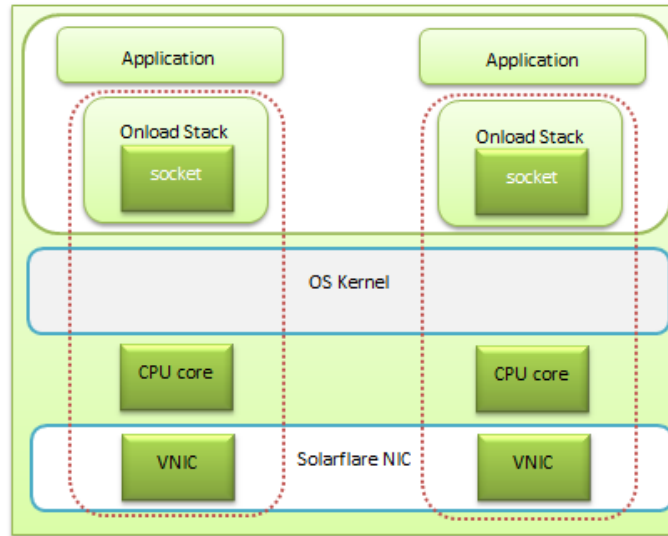 Application
Application
Onload Stack
socket
Onload Stack
socket
OS Kernel
CPU core
CPU core
VNIC
Solarflare NIC
VNIC